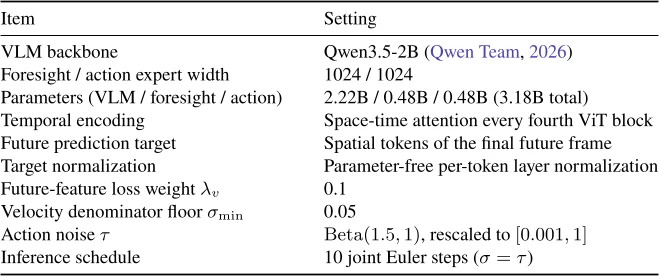 Item Setting
VLM backbone Qwen3.5-2B (Qwen Team, 2026)
Foresight / action expert width 1024 / 1024
Parameters (VLM / foresight / action) 2.22B / 0.48B / 0.48B (3.18B total)
Temporal encoding Space-time attention every fourth ViT block
Future prediction target Spatial tokens of the final future frame
Target normalization Parameter-free per-token layer normalization
Future-feature loss weight λ_v 0.1
Velocity denominator floor σ_min 0.05
Action noise τ Beta(1.5, 1), rescaled to [0.001, 1]
Inference schedule 10 joint Euler steps (σ = τ)